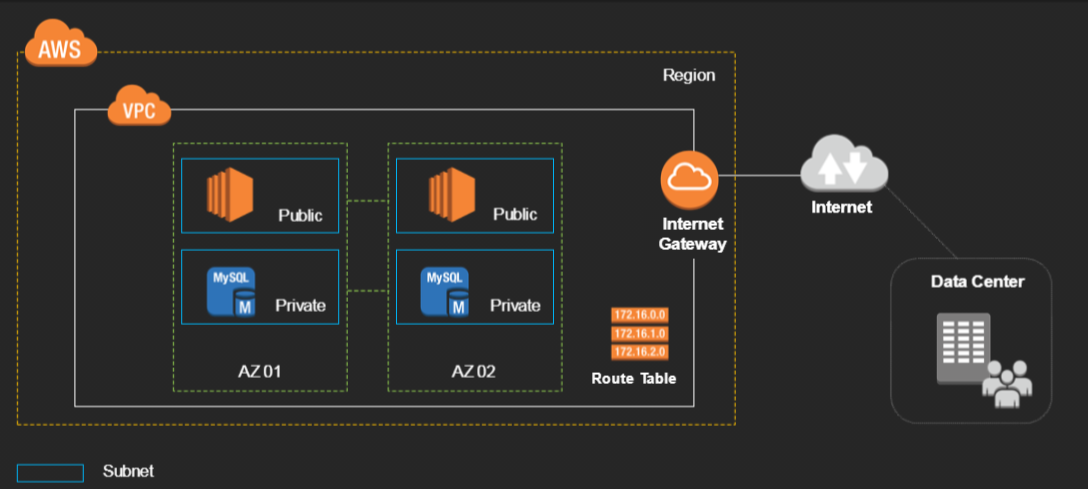 AWS
Region
VPC
Public
Public
Internet
Gateway
Internet
MySQL
M
Private
MySQL
M
Private
Data Center
172.16.0.0
172.16.1.0
172.16.2.0
Route Table
AZ 01
AZ 02
Subnet